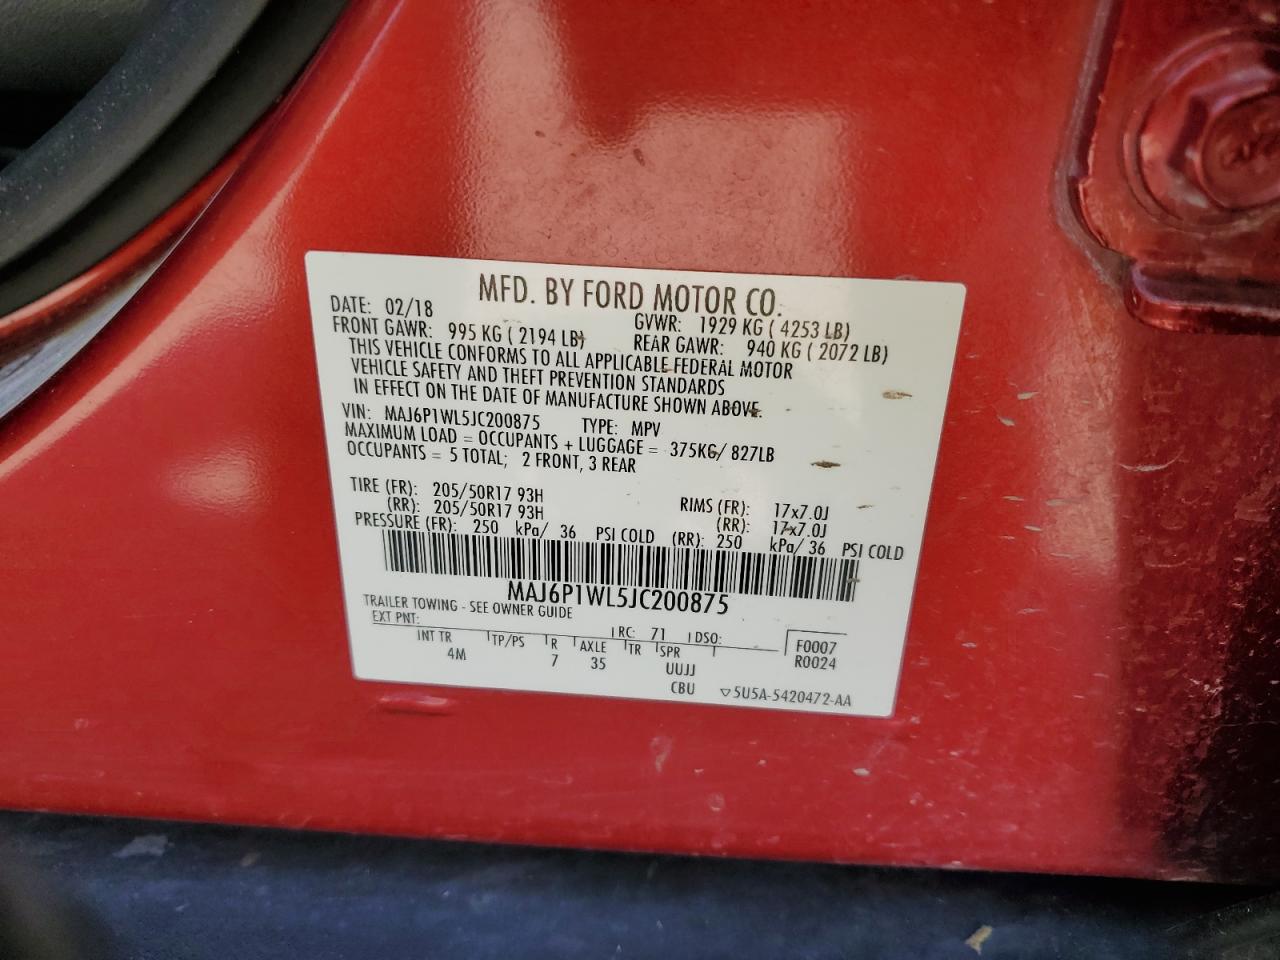 MFD. BY FORD MOTOR CO.
DATE: 02/18 GVWR: 1929 KG ( 4253 LB)
FRONT GAWR: 995 KG ( 2194 LB) REAR GAWR: 940 KG ( 2072 LB)
THIS VEHICLE CONFORMS TO ALL APPLICABLE FEDERAL MOTOR
VEHICLE SAFETY AND THEFT PREVENTION STANDARDS
IN EFFECT ON THE DATE OF MANUFACTURE SHOWN ABOVE.
VIN: MAJ6P1WL5JC200875 TYPE: MPV
MAXIMUM LOAD = OCCUPANTS + LUGGAGE = 375KG/ 827LB
OCCUPANTS = 5 TOTAL; 2 FRONT, 3 REAR
TIRE (FR): 205/50R17 93H RIMS (FR): 17x7.0J
(RR): 205/50R17 93H (RR): 17x7.0J
PRESSURE (FR): 250 kPa/ 36 PSI COLD (RR): 250 kPa/ 36 PSI COLD
MAJ6P1WL5JC200875
TRAILER TOWING - SEE OWNER GUIDE
EXT PNT: RC: 71 DSO: F0007
INT TR TP/PS R AXLE TR SPR R0024
4M 7 35 UUJJ
CBU ▽5U5A-5420472-AA